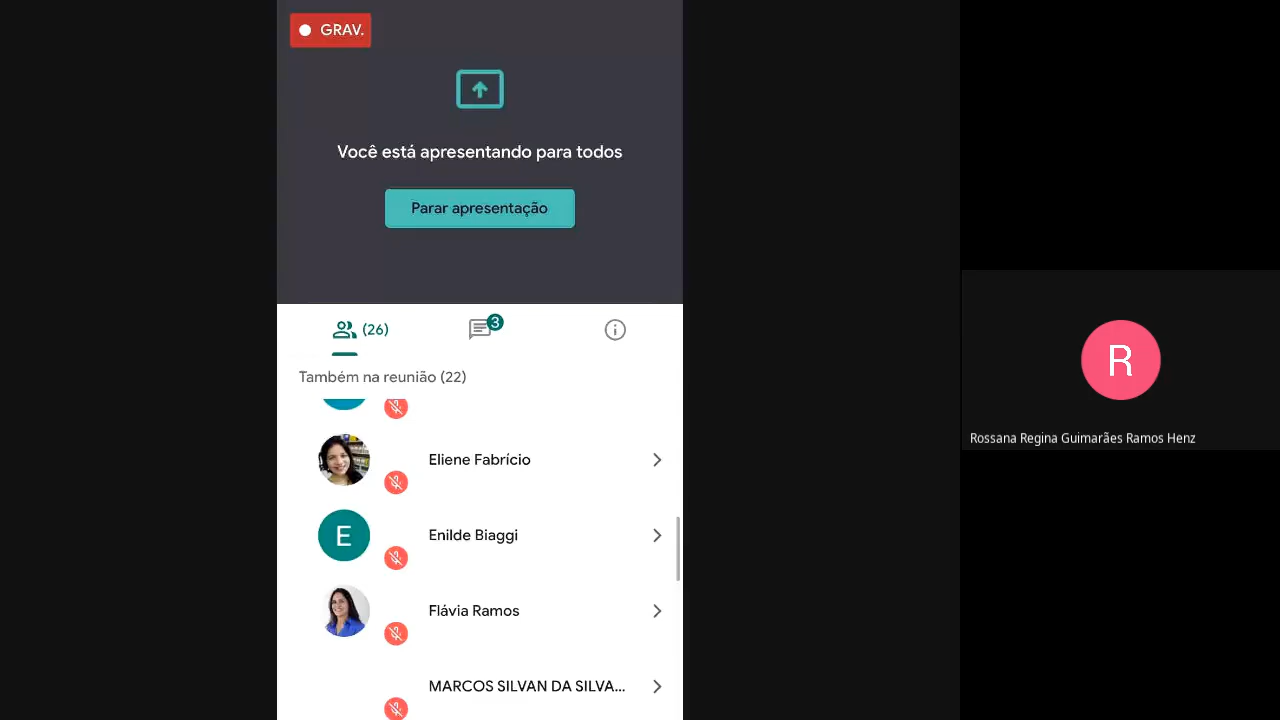 GRAV.
Você está apresentando para todos
Parar apresentação
(26)
3
Também na reunião (22)
Eliene Fabrício
E
Enilde Biaggi
Flávia Ramos
MARCOS SILVAN DA SILVA...
R
Rossana Regina Guimarães Ramos Henz